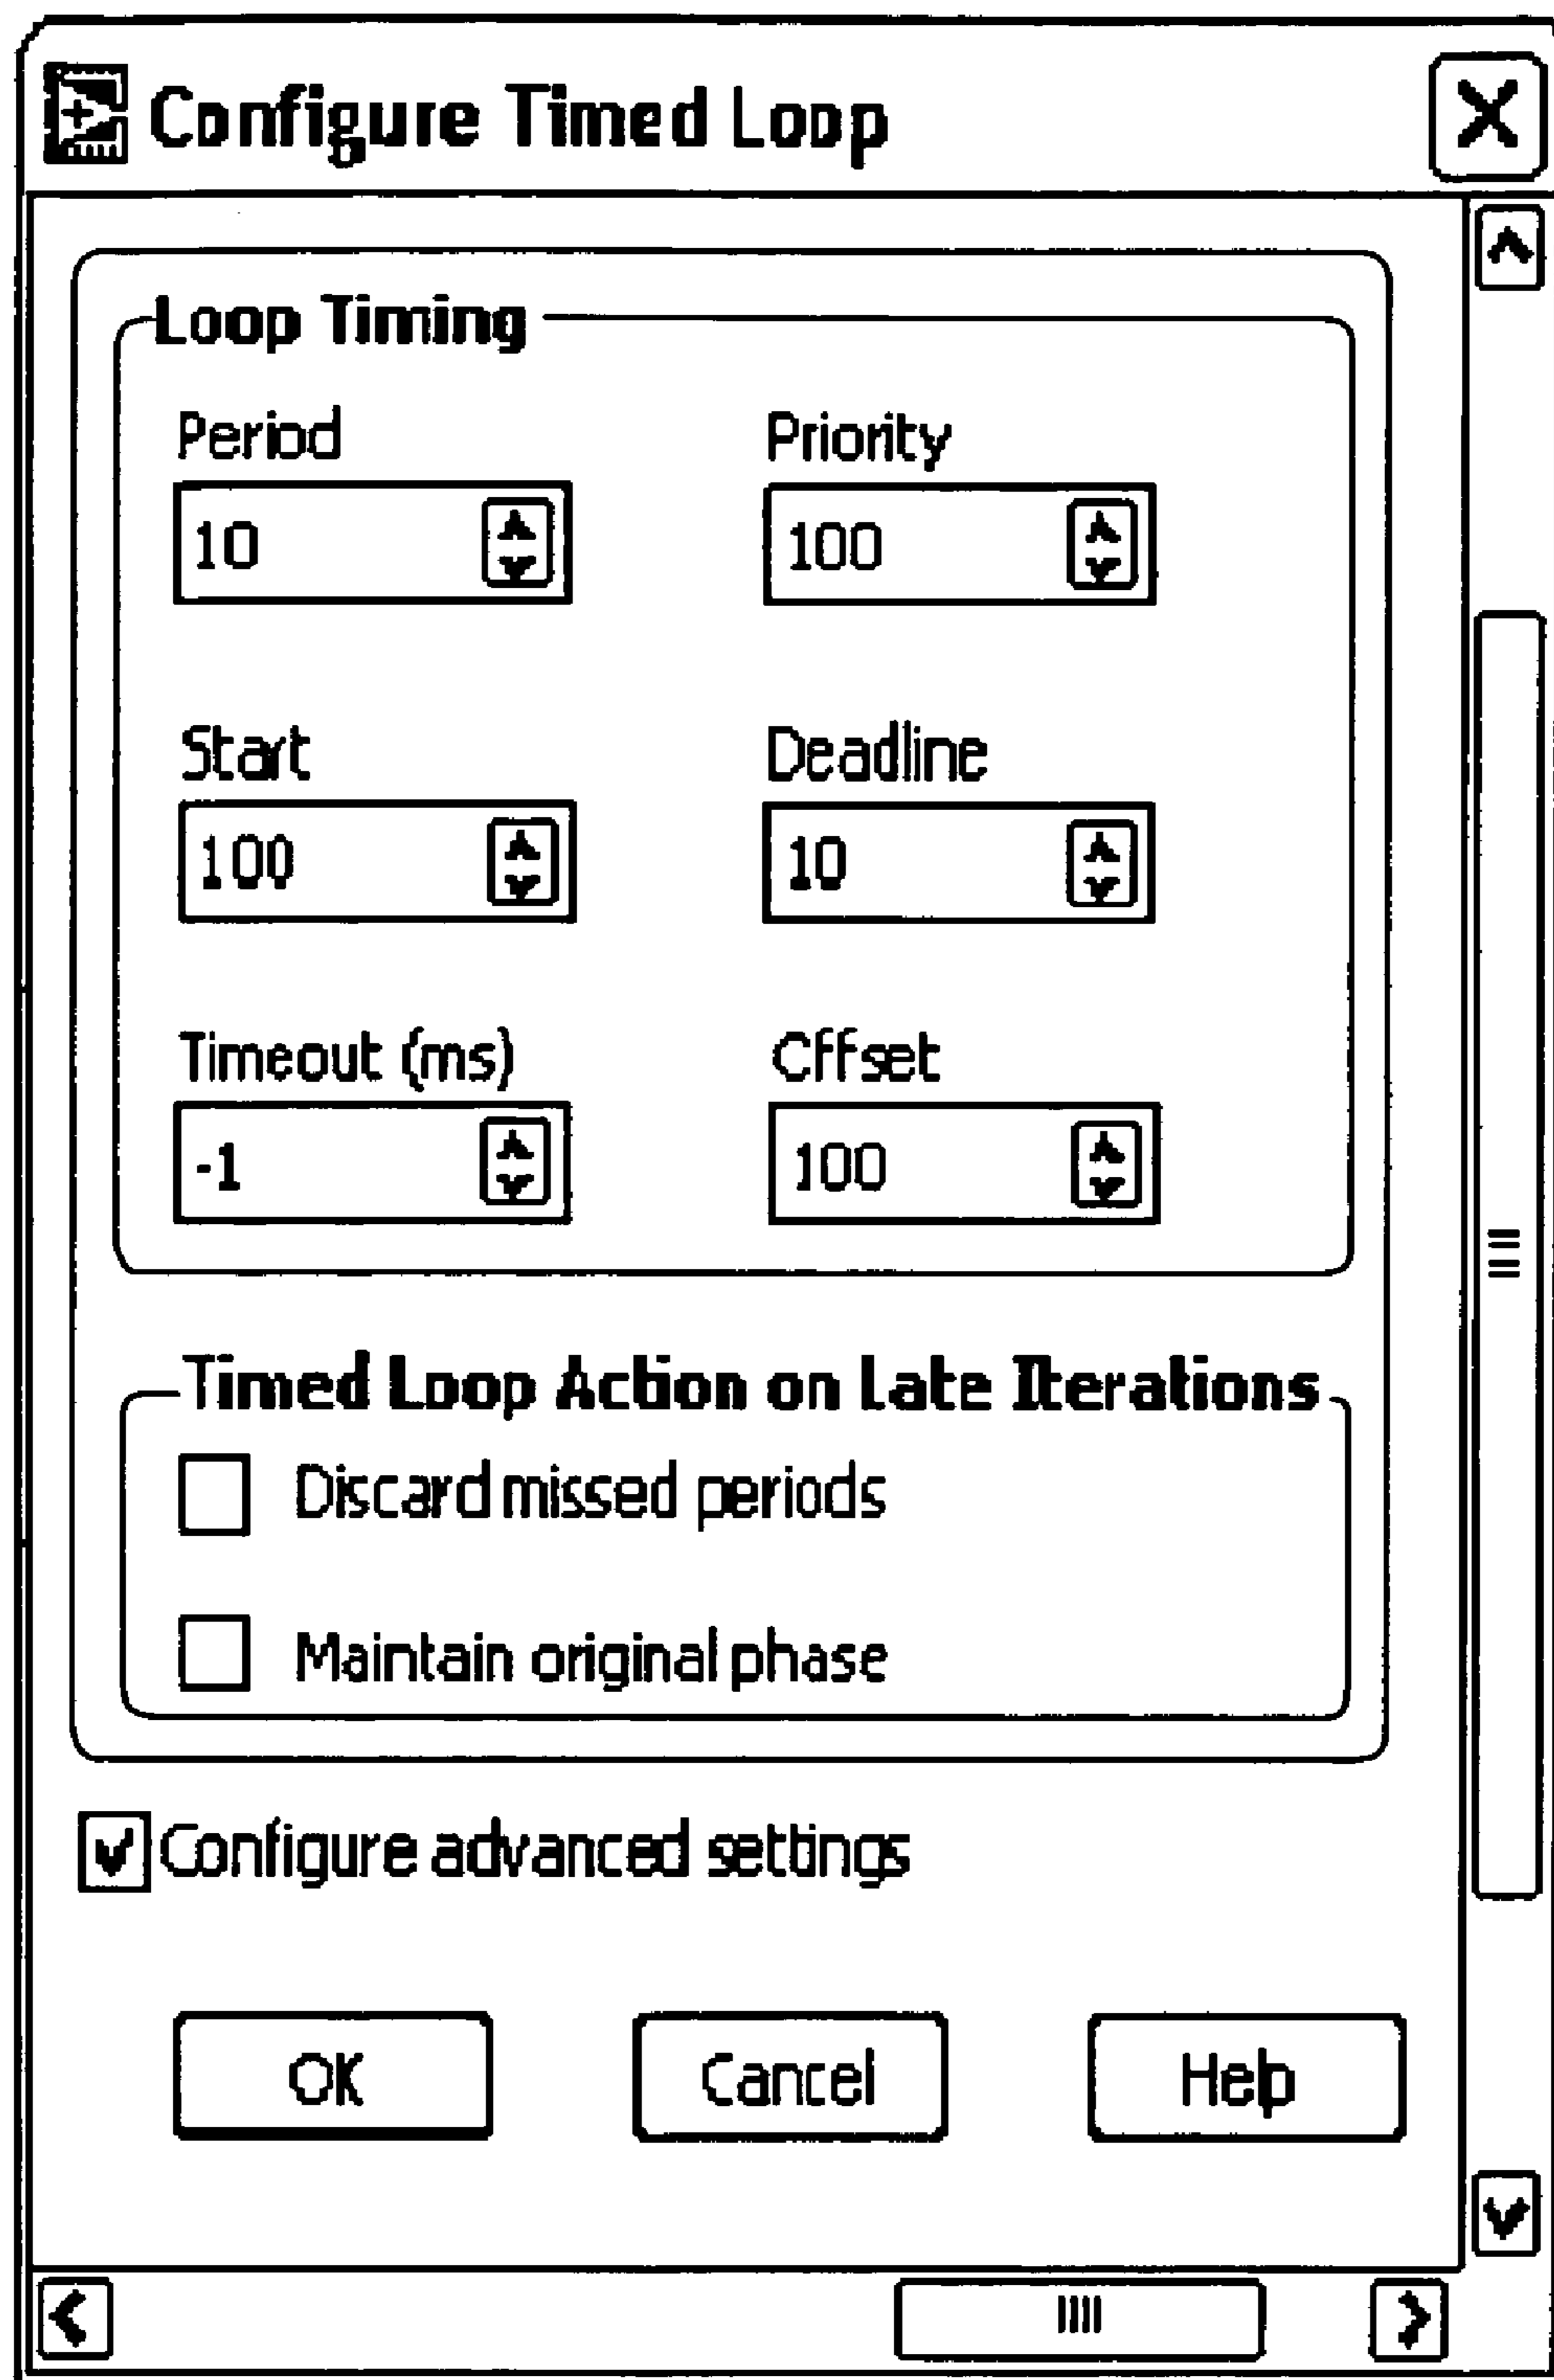 Configure Timed Loop
Loop Timing
Period Priority
10 100
Start Deadline
100 10
Timeout (ms) Offset
-1 100
Timed Loop Action on Late Iterations
Discard missed periods
Maintain original phase
Configure advanced settings
OK Cancel Help